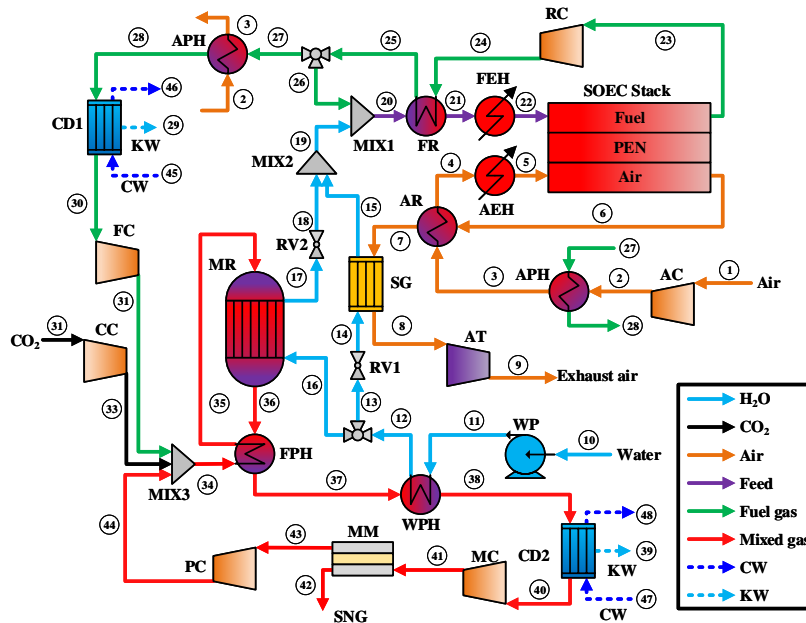 3
RC
28
APH
27
25
24
23
FEH
SOEC Stack
46
2
26
20
21
22
Fuel
CD1
29
KW
19
MIX1
FR
PEN
MIX2
4
5
CW
45
Air
15
AR
AEH
30
6
18
7
FC
RV2
27
MR
APH
AC
17
3
2
1
SG
Air
31
14
28
31
CC
8
AT
CO₂
RV1
9
16
Exhaust air
33
13
H₂O
35
36
12
11
WP
10
CO₂
Water
Air
FPH
MIX3
34
37
38
Feed
WPH
48
Fuel gas
44
43
MM
CD2
39
Mixed gas
41
MC
KW
PC
CW
42
40
47
KW
SNG
CW